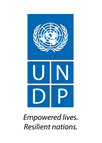 U N
D P
Empowered lives.
Resilient nations.